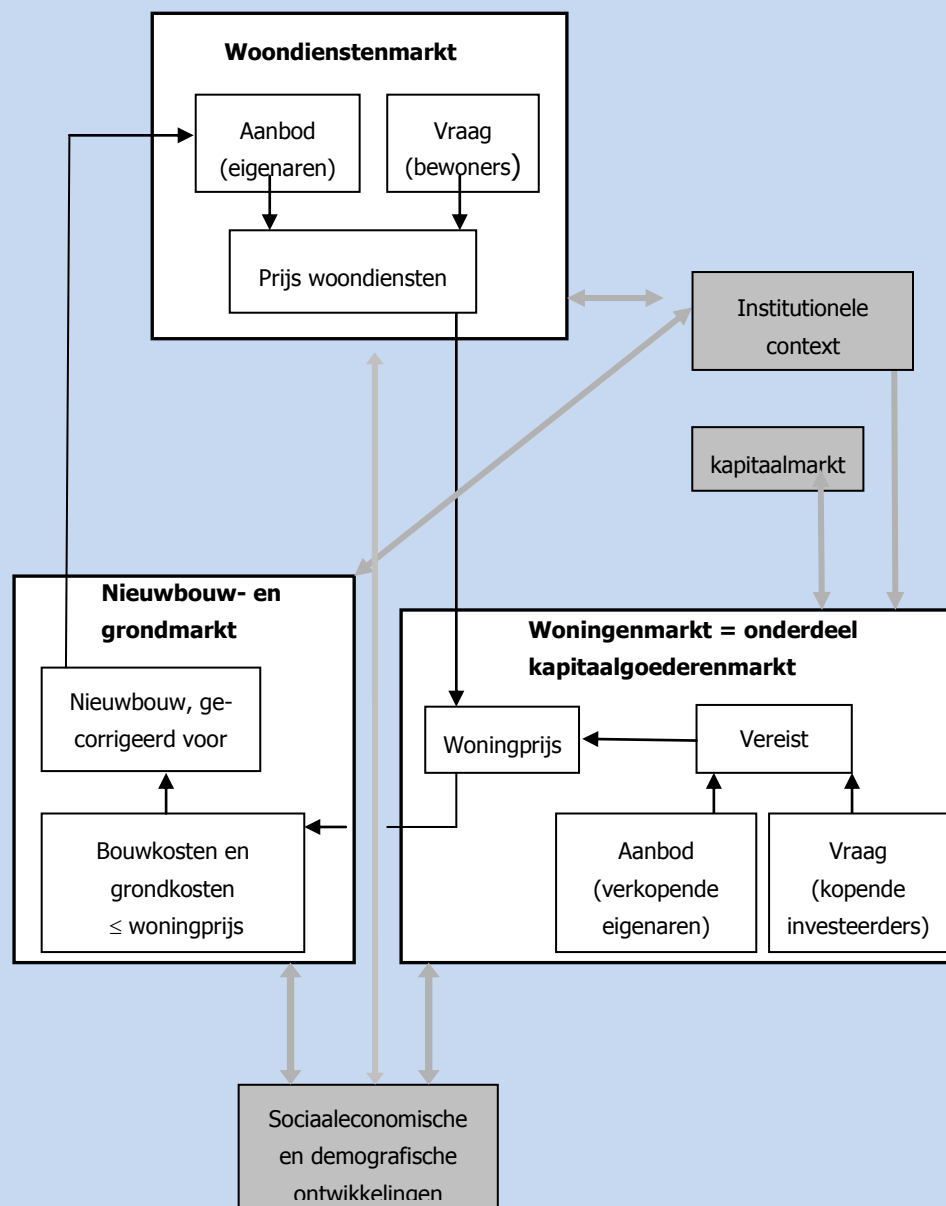 Woondienstenmarkt
Aanbod
(eigenaren)
Vraag
(bewoners)
Prijs woondiensten
Institutionele
context
kapitaalmarkt
Nieuwbouw- en
grondmarkt
Nieuwbouw, ge-
corrigeerd voor
Bouwkosten en
grondkosten
≤ woningprijs
Woningenmarkt = onderdeel
kapitaalgoederenmarkt
Woningprijs
Vereist
Aanbod
(verkopende
eigenaren)
Vraag
(kopende
investeerders)
Sociaaleconomische
en demografische
ontwikkelingen